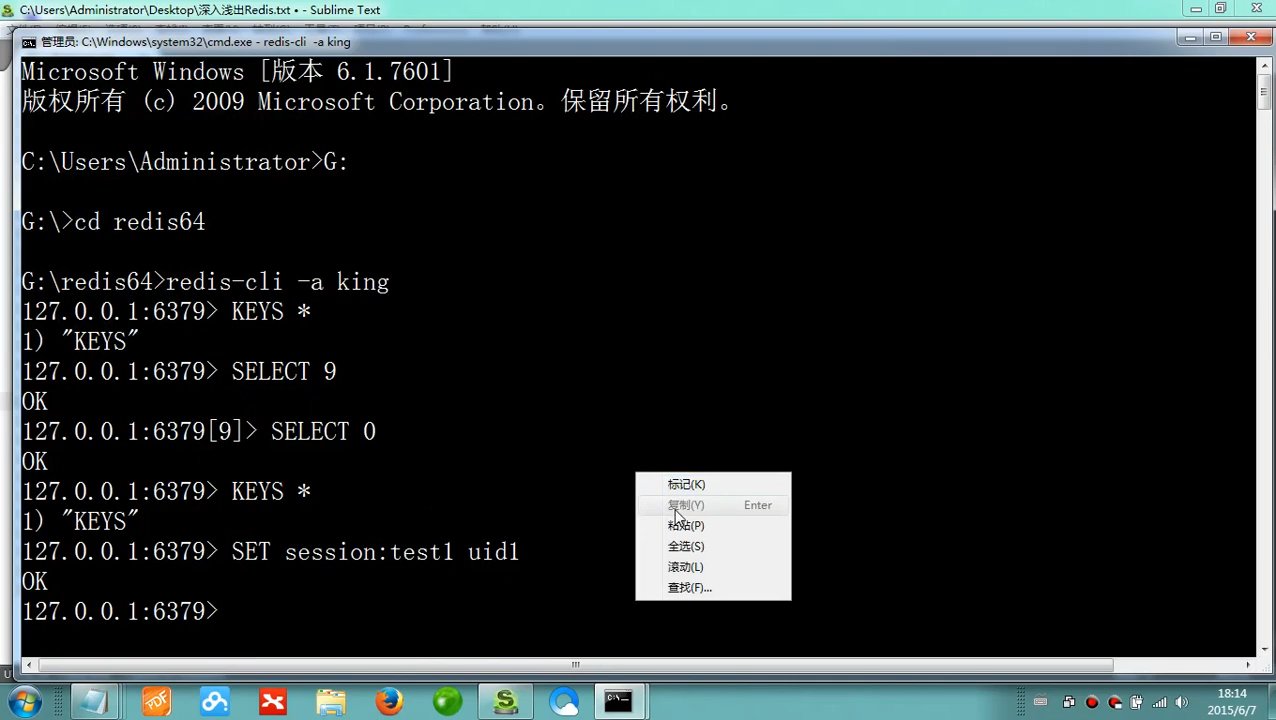 C:\Users\Administrator\Desktop\深入浅出Redis.txt • - Sublime Text
管理员: C:\Windows\system32\cmd.exe - redis-cli -a king
Microsoft Windows [版本 6.1.7601]
版权所有 (c) 2009 Microsoft Corporation。保留所有权利。
C:\Users\Administrator>G:
G:\>cd redis64
G:\redis64>redis-cli -a king
127.0.0.1:6379> KEYS *
1) "KEYS"
127.0.0.1:6379> SELECT 9
OK
127.0.0.1:6379[9]> SELECT 0
OK
127.0.0.1:6379> KEYS *
1) "KEYS"
127.0.0.1:6379> SET session:test1 uid1
OK
127.0.0.1:6379>
标记(K)
复制(Y) Enter
粘贴(P)
全选(S)
滚动(L)
查找(F)...
PDF
18:14
2015/6/7